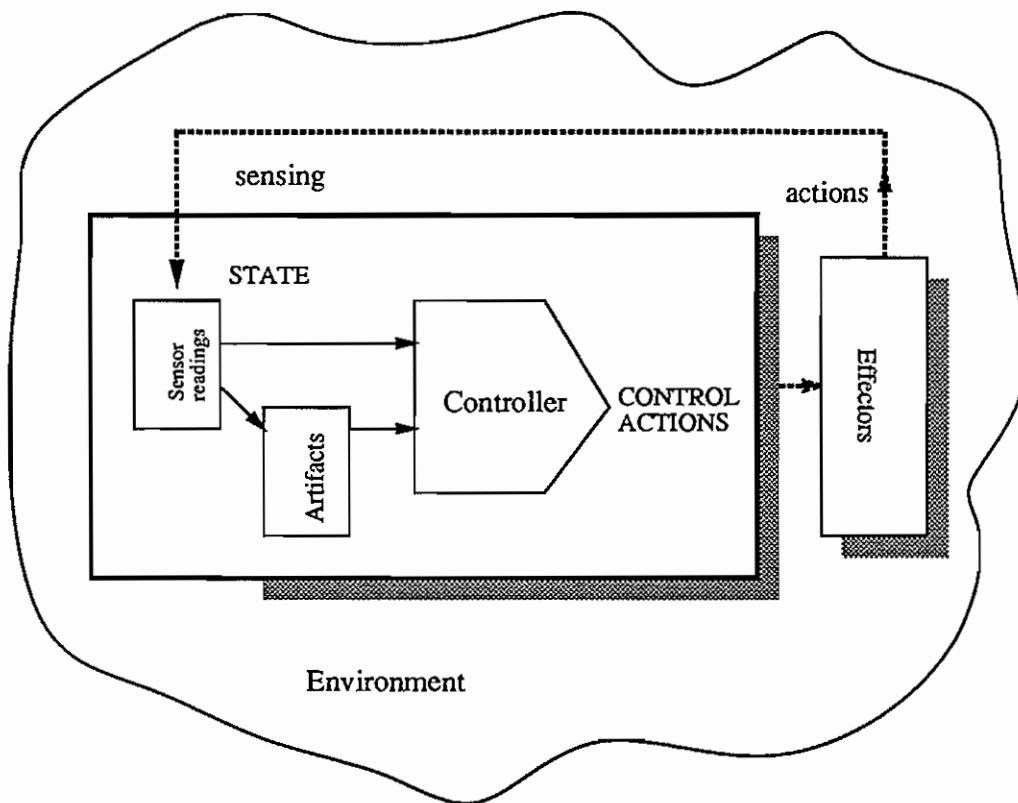 sensing
actions
STATE
Sensor
readings
Controller
CONTROL
ACTIONS
Effectors
Artifacts
Environment